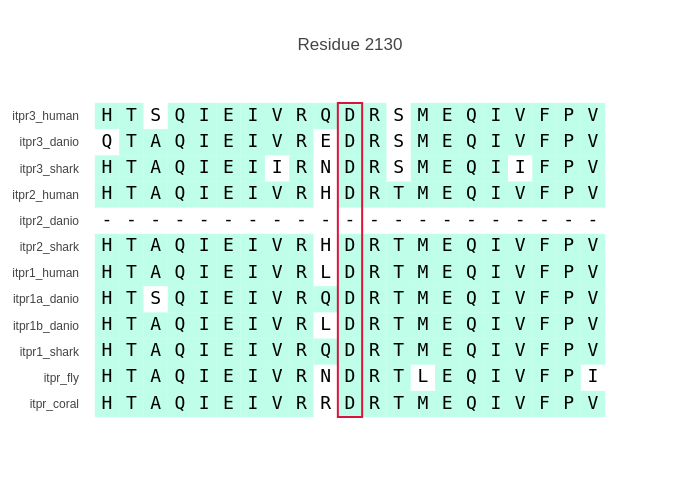 Residue 2130
itpr3_human H T S Q I E I V R Q D R S M E Q I V F P V
itpr3_danio Q T A Q I E I V R E D R S M E Q I V F P V
itpr3_shark H T A Q I E I I R N D R S M E Q I I F P V
itpr2_human H T A Q I E I V R H D R T M E Q I V F P V
itpr2_danio - - - - - - - - - - - - - - - - - - - - -
itpr2_shark H T A Q I E I V R H D R T M E Q I V F P V
itpr1_human H T A Q I E I V R L D R T M E Q I V F P V
itpr1a_danio H T S Q I E I V R Q D R T M E Q I V F P V
itpr1b_danio H T A Q I E I V R L D R T M E Q I V F P V
itpr1_shark H T A Q I E I V R Q D R T M E Q I V F P V
itpr_fly H T A Q I E I V R N D R T L E Q I V F P I
itpr_coral H T A Q I E I V R R D R T M E Q I V F P V